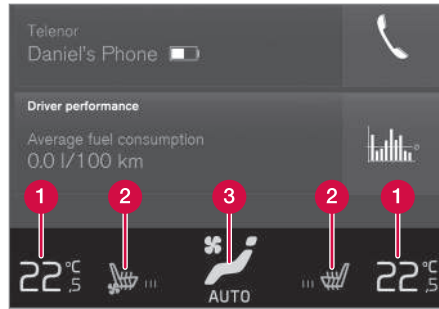 Telenor
Daniel's Phone
Driver performance
Average fuel consumption
0.0 l/100 km
1 2 3 2 1
22 °C ,5 22 °C ,5
AUTO